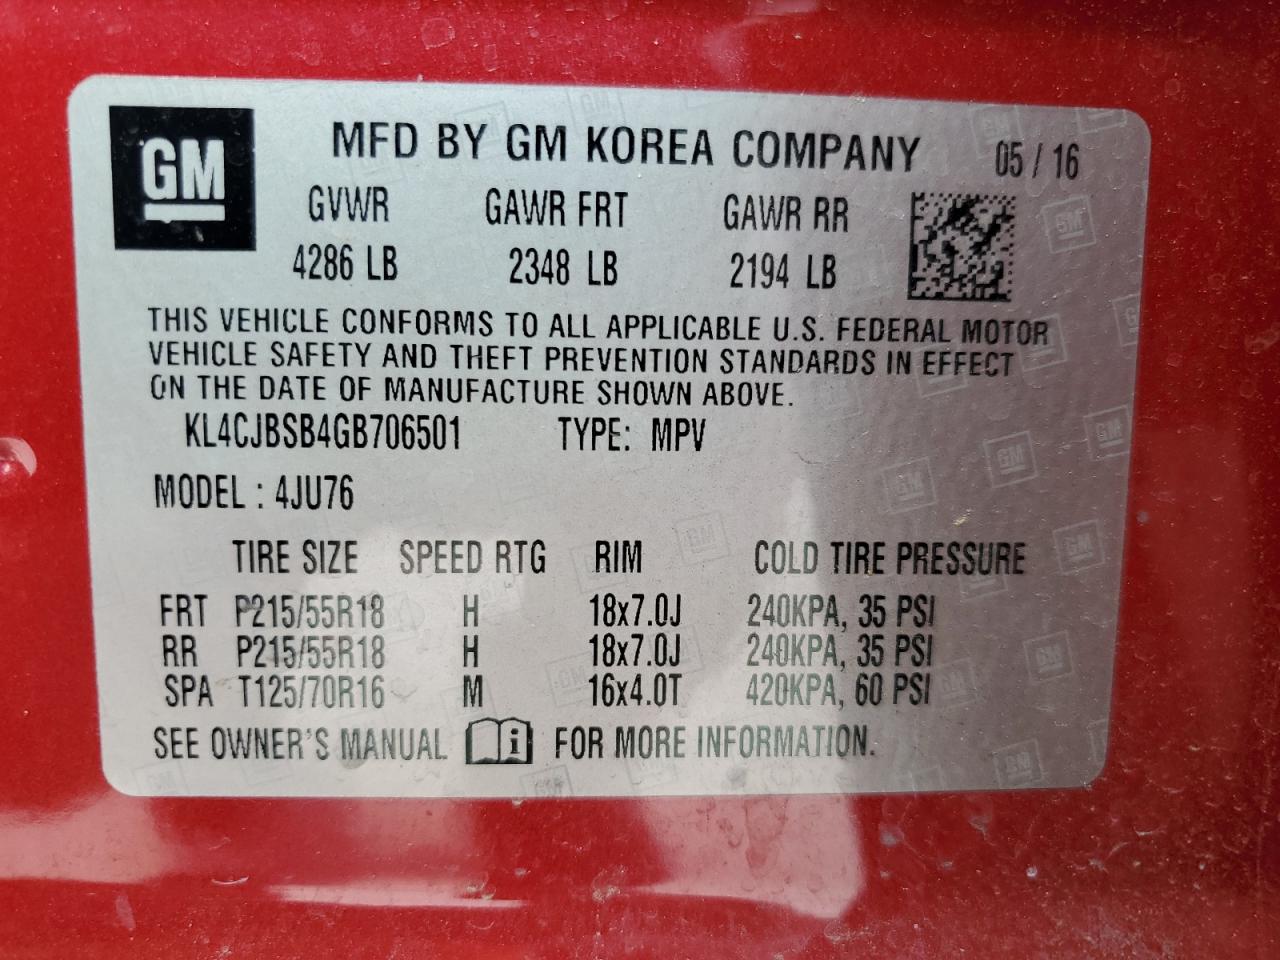 GM
MFD BY GM KOREA COMPANY 05 / 16
GVWR GAWR FRT GAWR RR
4286 LB 2348 LB 2194 LB
THIS VEHICLE CONFORMS TO ALL APPLICABLE U.S. FEDERAL MOTOR
VEHICLE SAFETY AND THEFT PREVENTION STANDARDS IN EFFECT
ON THE DATE OF MANUFACTURE SHOWN ABOVE.
KL4CJBSB4GB706501 TYPE: MPV
MODEL : 4JU76
TIRE SIZE SPEED RTG RIM COLD TIRE PRESSURE
FRT P215/55R18 H 18x7.0J 240KPA, 35 PSI
RR P215/55R18 H 18x7.0J 240KPA, 35 PSI
SPA T125/70R16 M 16x4.0T 420KPA, 60 PSI
SEE OWNER'S MANUAL i FOR MORE INFORMATION.